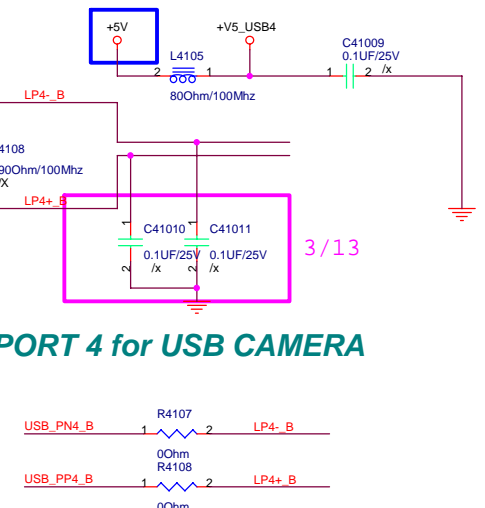 +5V
+V5_USB4
L4105
2
1
80Ohm/100Mhz
C41009
0.1UF/25V
/x
1
2
LP4-_B
4108
90Ohm/100Mhz
/X
LP4+_B
1
1
C41010
C41011
0.1UF/25V
0.1UF/25V
2
/x
2
/x
3/13
PORT 4 for USB CAMERA
R4107
USB_PN4_B
1
2
LP4-_B
0Ohm
R4108
USB_PP4_B
1
2
LP4+_B
0Ohm